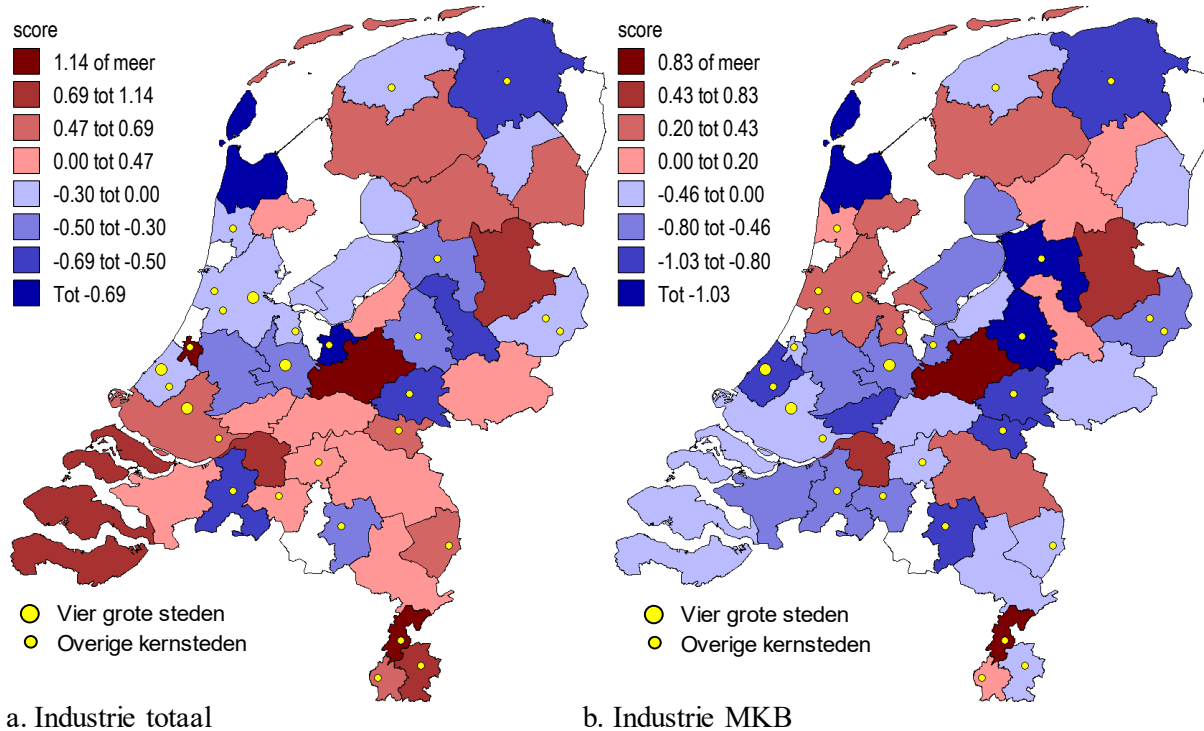 score
1.14 of meer
0.69 tot 1.14
0.47 tot 0.69
0.00 tot 0.47
-0.30 tot 0.00
-0.50 tot -0.30
-0.69 tot -0.50
Tot -0.69
Vier grote steden
Overige kernsteden
a. Industrie totaal
score
0.83 of meer
0.43 tot 0.83
0.20 tot 0.43
0.00 tot 0.20
-0.46 tot 0.00
-0.80 tot -0.46
-1.03 tot -0.80
Tot -1.03
Vier grote steden
Overige kernsteden
b. Industrie MKB